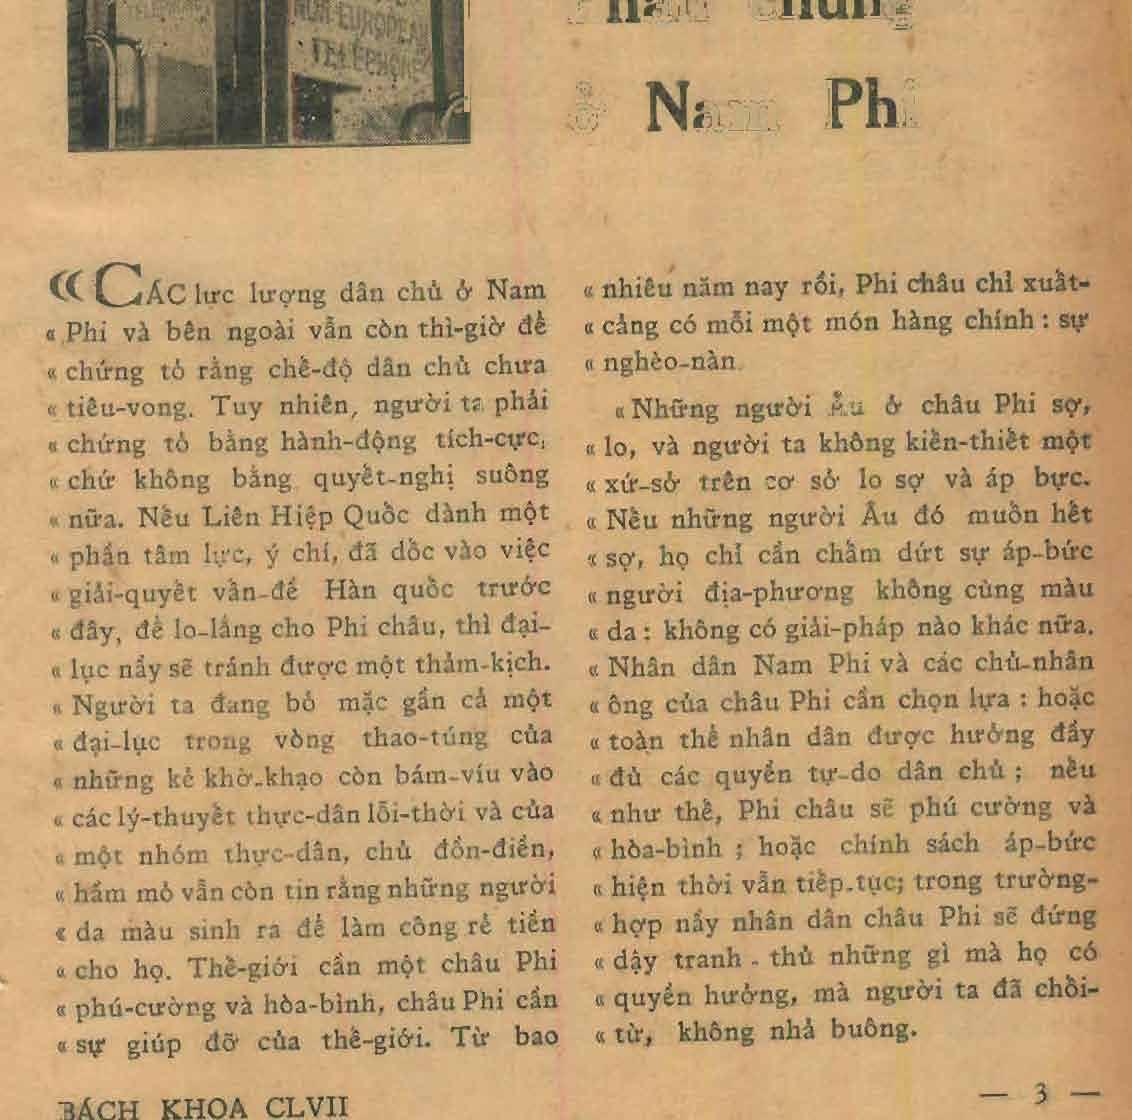 TELEPHONE
NON-EUROPEAN
TELEPHONE
Phân chủng
ở Nam Phi
« CÁC lực lượng dân chủ ở Nam
« Phi và bên ngoài vẫn còn thì-giờ để
« chứng tỏ rằng chế-độ dân chủ chưa
« tiêu-vong. Tuy nhiên, người ta phải
« chứng tỏ bằng hành-động tích-cực,
« chứ không bằng quyết-nghị suông
« nữa. Nếu Liên Hiệp Quốc dành một
« phần tâm lực, ý chí, đã dốc vào việc
« giải-quyết vấn-đề Hàn quốc trước
« đây, để lo-lắng cho Phi châu, thì đại-
« lục nầy sẽ tránh được một thảm-kịch.
« Người ta đang bỏ mặc gần cả một
« đại-lục trong vòng thao-túng của
« những kẻ khờ-khạo còn bám-víu vào
« các lý-thuyết thực-dân lỗi-thời và của
« một nhóm thực-dân, chủ đồn-điền,
« hầm mỏ vẫn còn tin rằng những người
« da màu sinh ra để làm công rẻ tiền
« cho họ. Thế-giới cần một châu Phi
« phú-cường và hòa-bình, châu Phi cần
« sự giúp đỡ của thế-giới. Từ bao
« nhiêu năm nay rồi, Phi châu chỉ xuất-
« cảng có mỗi một món hàng chính : sự
« nghèo-nàn.
« Những người Âu ở châu Phi sợ,
« lo, và người ta không kiến-thiết một
« xứ-sở trên cơ sở lo sợ và áp bực.
« Nếu những người Âu đó muốn hết
« sợ, họ chỉ cần chấm dứt sự áp-bức
« người địa-phương không cùng màu
« da : không có giải-pháp nào khác nữa.
« Nhân dân Nam Phi và các chủ-nhân
« ông của châu Phi cần chọn lựa : hoặc
« toàn thể nhân dân được hưởng đầy
« đủ các quyền tự-do dân chủ ; nếu
« như thế, Phi châu sẽ phú cường và
« hòa-bình ; hoặc chính sách áp-bức
« hiện thời vẫn tiếp-tục; trong trường-
« hợp nầy nhân dân châu Phi sẽ đứng
« dậy tranh - thủ những gì mà họ có
« quyền hưởng, mà người ta đã chối-
« từ, không nhả buông.
BÁCH KHOA CLVII
— 3 —